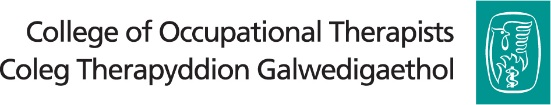 College of Occupational Therapists
Coleg Therapyddion Galwedigaethol